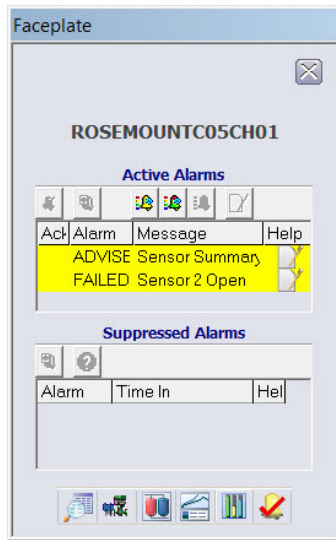 Faceplate
ROSEMOUNTC05CH01
Active Alarms
Ack Alarm Message Help
ADVISE Sensor Summary
FAILED Sensor 2 Open
Suppressed Alarms
Alarm Time In Hel